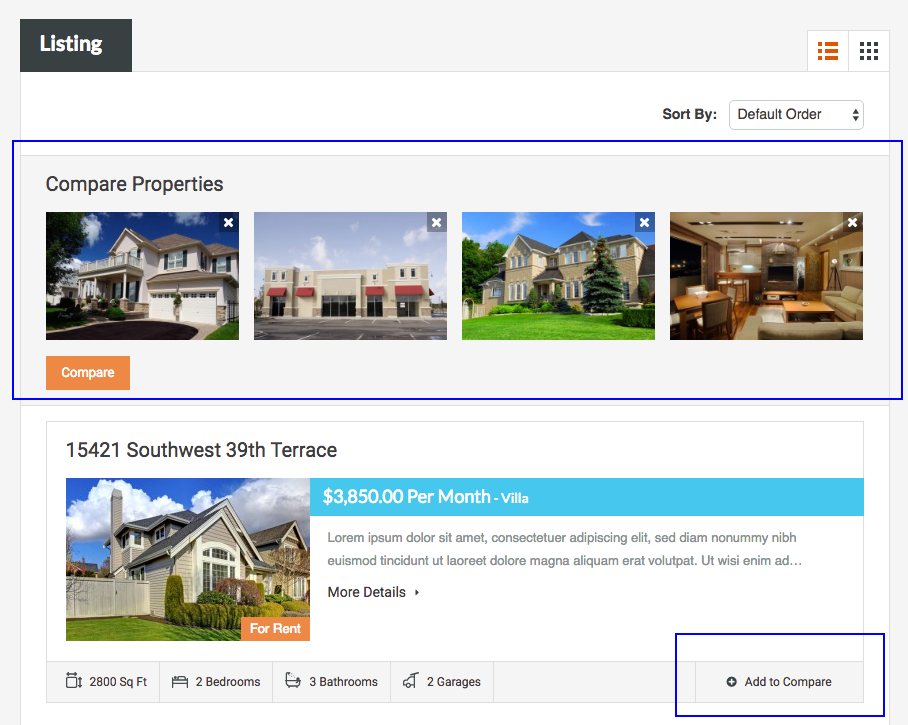 Listing
Sort By: Default Order
Compare Properties
Compare
15421 Southwest 39th Terrace
$3,850.00 Per Month - Villa
Lorem ipsum dolor sit amet, consectetuer adipiscing elit, sed diam nonummy nibh
euismod tincidunt ut laoreet dolore magna aliquam erat volutpat. Ut wisi enim ad…
More Details
For Rent
2800 Sq Ft 2 Bedrooms 3 Bathrooms 2 Garages Add to Compare